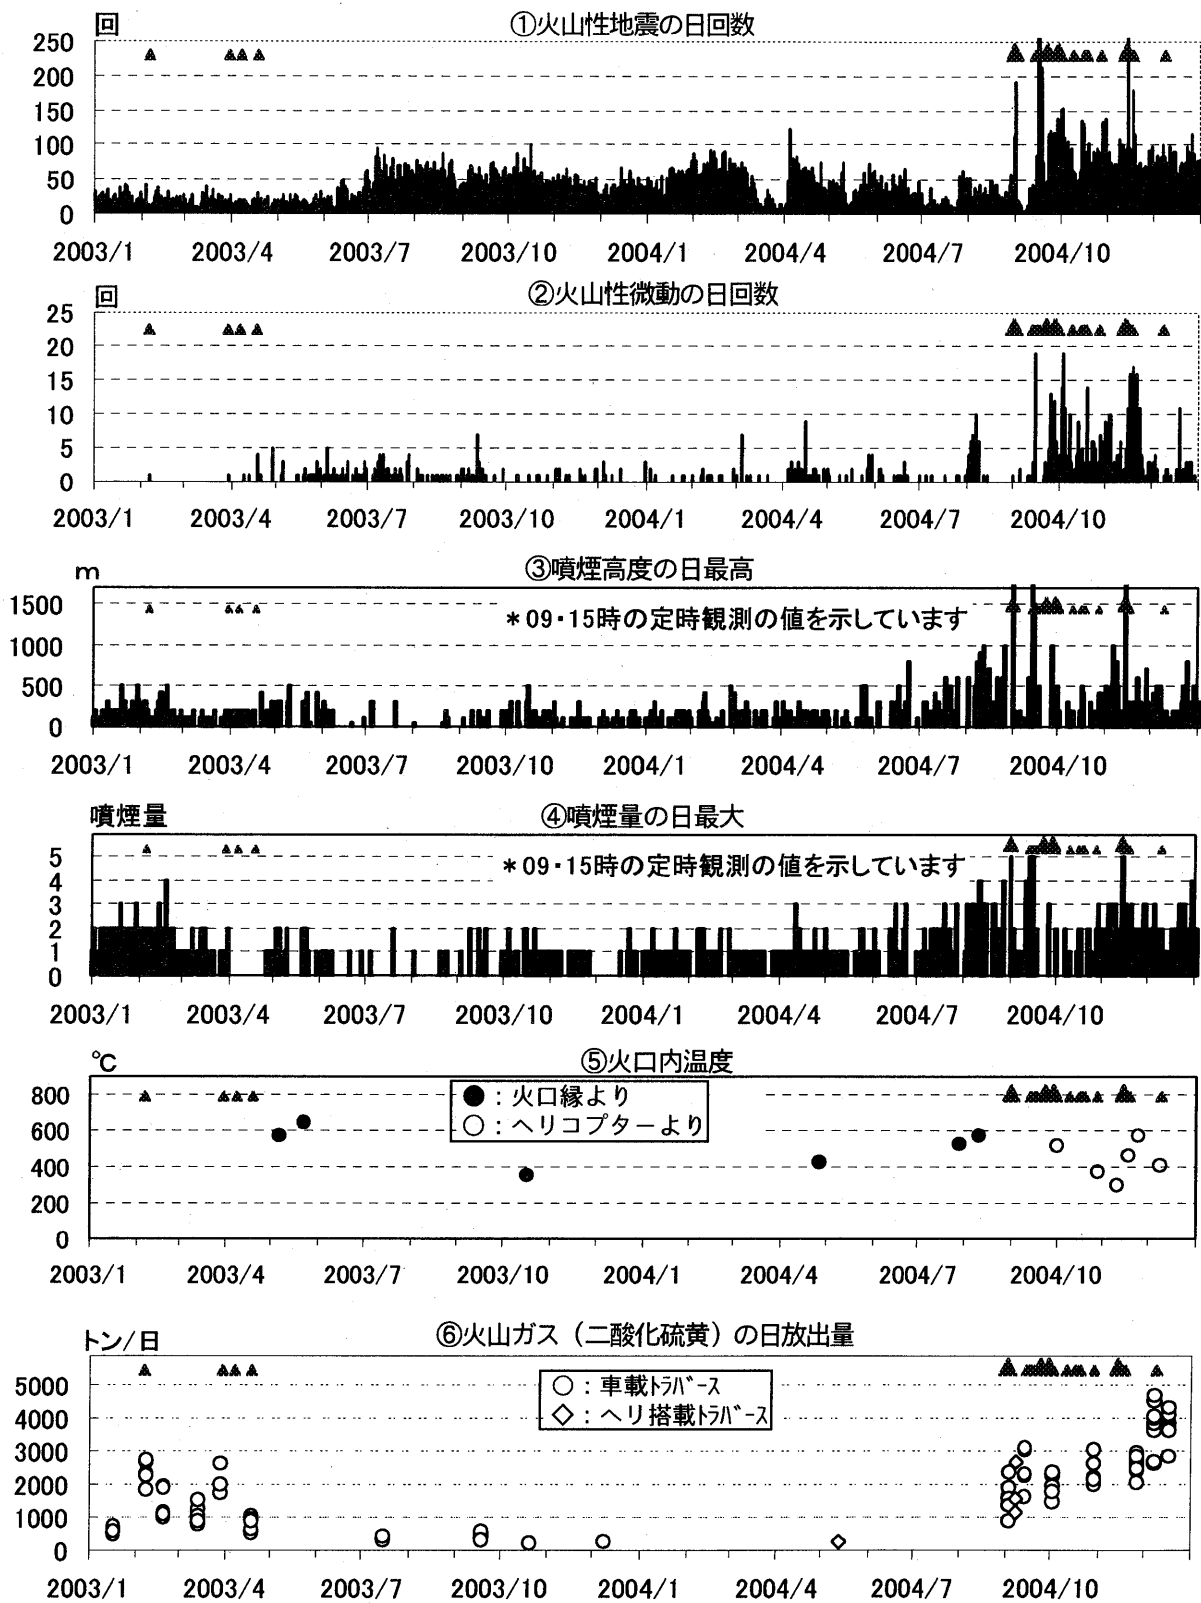 回
①火山性地震の日回数
250
200
150
100
50
0
2003/1 2003/4 2003/7 2003/10 2004/1 2004/4 2004/7 2004/10
回
②火山性微動の日回数
25
20
15
10
5
0
2003/1 2003/4 2003/7 2003/10 2004/1 2004/4 2004/7 2004/10
m
③噴煙高度の日最高
1500
*09・15時の定時観測の値を示しています
1000
500
0
2003/1 2003/4 2003/7 2003/10 2004/1 2004/4 2004/7 2004/10
噴煙量
④噴煙量の日最大
5
*09・15時の定時観測の値を示しています
4
3
2
1
0
2003/1 2003/4 2003/7 2003/10 2004/1 2004/4 2004/7 2004/10
℃
⑤火口内温度
800
●：火口縁より
○：ヘリコプターより
600
400
200
0
2003/1 2003/4 2003/7 2003/10 2004/1 2004/4 2004/7 2004/10
トン/日
⑥火山ガス（二酸化硫黄）の日放出量
5000
○：車載ﾄﾗﾊﾞｰｽ
◇：ヘリ搭載ﾄﾗﾊﾞｰｽ
4000
3000
2000
1000
0
2003/1 2003/4 2003/7 2003/10 2004/1 2004/4 2004/7 2004/10